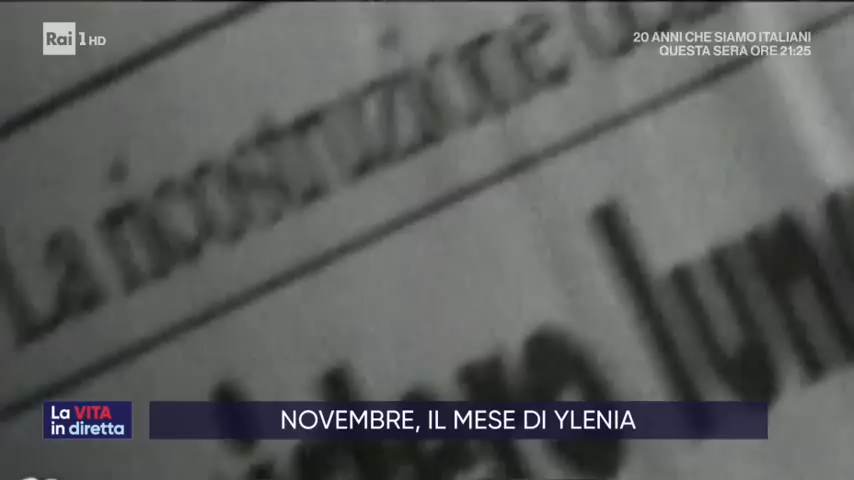 Rai 1 HD
20 ANNI CHE SIAMO ITALIANI
QUESTA SERA ORE 21:25
La ricostruzione
La VITA
in diretta
NOVEMBRE, IL MESE DI YLENIA